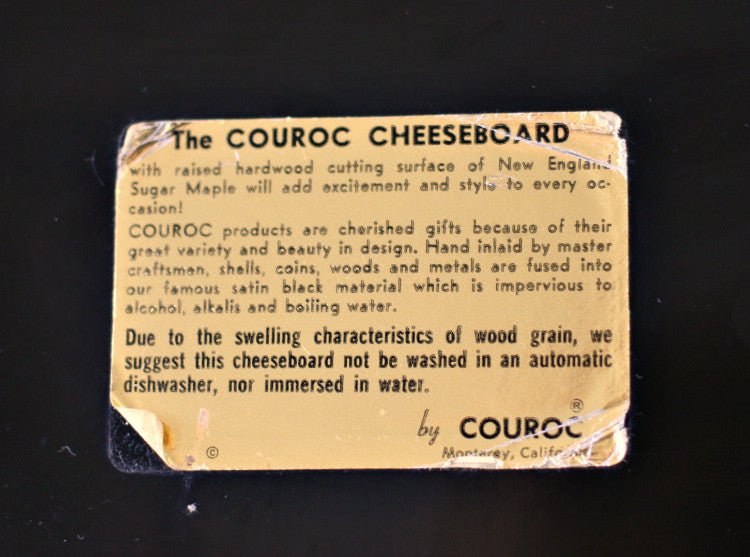 The COUROC CHEESEBOARD
with raised hardwood cutting surface of New England
Sugar Maple will add excitement and style to every oc-
casion!
COUROC products are cherished gifts because of their
great variety and beauty in design. Hand inlaid by master
craftsmen, shells, coins, woods and metals are fused into
our famous satin black material which is impervious to
alcohol, alkalis and boiling water.
Due to the swelling characteristics of wood grain, we
suggest this cheeseboard not be washed in an automatic
dishwasher, nor immersed in water.
by COUROC®
© Monterey, California